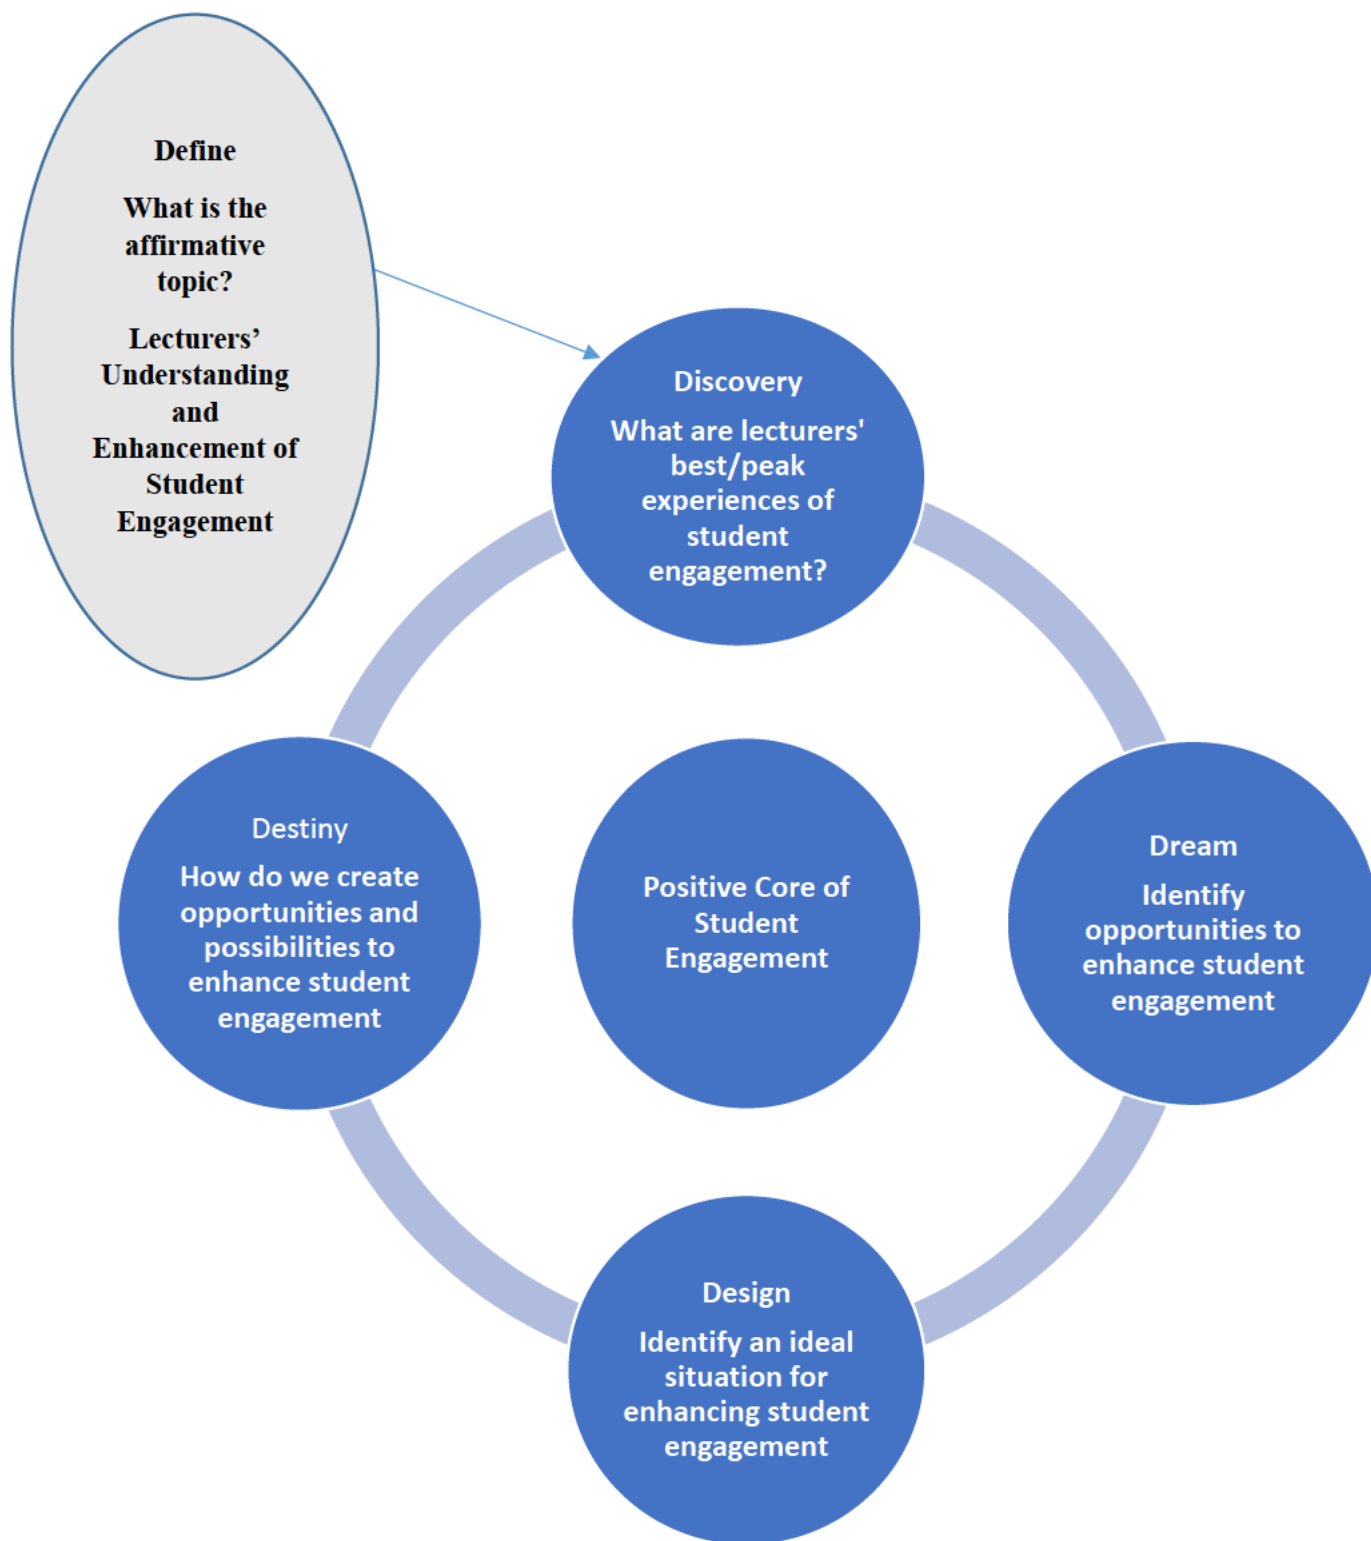 Define
What is the
affirmative
topic?
Lecturers’
Understanding
and
Enhancement of
Student
Engagement
Discovery
What are lecturers'
best/peak
experiences of
student
engagement?
Destiny
How do we create
opportunities and
possibilities to
enhance student
engagement
Positive Core of
Student
Engagement
Dream
Identify
opportunities to
enhance student
engagement
Design
Identify an ideal
situation for
enhancing student
engagement